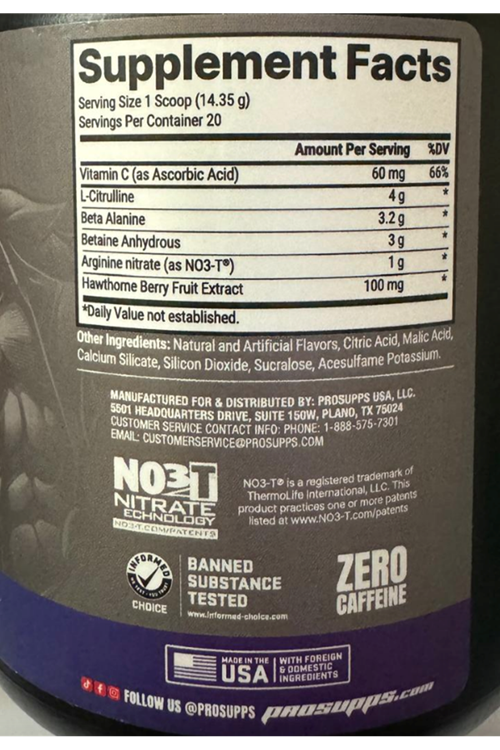 Supplement Facts
Serving Size 1 Scoop (14.35 g)
Servings Per Container 20
Amount Per Serving %DV
Vitamin C (as Ascorbic Acid) 60 mg 66%
L-Citrulline 4 g *
Beta Alanine 3.2 g *
Betaine Anhydrous 3 g *
Arginine nitrate (as NO3-T®) 1 g *
Hawthorne Berry Fruit Extract 100 mg *
*Daily Value not established.
Other Ingredients: Natural and Artificial Flavors, Citric Acid, Malic Acid,
Calcium Silicate, Silicon Dioxide, Sucralose, Acesulfame Potassium.
MANUFACTURED FOR & DISTRIBUTED BY: PROSUPPS USA, LLC.
5501 HEADQUARTERS DRIVE, SUITE 150W, PLANO, TX 75024
CUSTOMER SERVICE CONTACT INFO: PHONE: 1-888-575-7301
EMAIL: CUSTOMERSERVICE@PROSUPPS.COM
NO3-T
NITRATE
TECHNOLOGY
NO3-T.COM/PATENTS
NO3-T® is a registered trademark of
ThermoLife International, LLC. This
product practices one or more patents
listed at www.NO3-T.com/patents
INFORMED
WE TEST • YOU TRUST
CHOICE
BANNED
SUBSTANCE
TESTED
www.informed-choice.com
ZERO
CAFFEINE
MADE IN THE
USA
WITH FOREIGN
& DOMESTIC
INGREDIENTS
FOLLOW US @PROSUPPS PROSUPPS.com